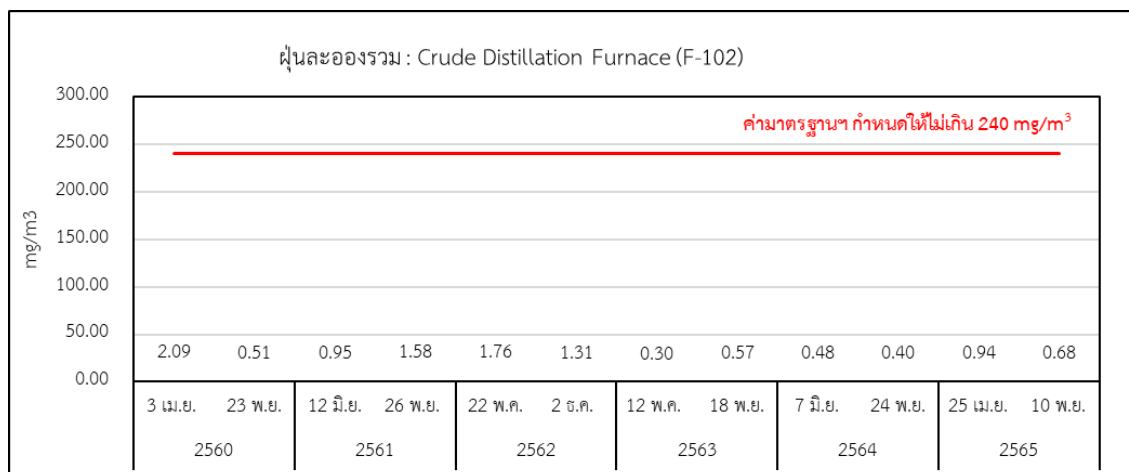 ฝุ่นละอองรวม : Crude Distillation Furnace (F-102)
300.00
ค่ามาตรฐานฯ กำหนดให้ไม่เกิน 240 mg/m³
250.00
200.00
150.00
100.00
50.00
0.00
mg/m3
2.09 0.51 0.95 1.58 1.76 1.31 0.30 0.57 0.48 0.40 0.94 0.68
3 เม.ย. 23 พ.ย. 12 มิ.ย. 26 พ.ย. 22 พ.ค. 2 ธ.ค. 12 พ.ค. 18 พ.ย. 7 มิ.ย. 24 พ.ย. 25 เม.ย. 10 พ.ย.
2560 2561 2562 2563 2564 2565